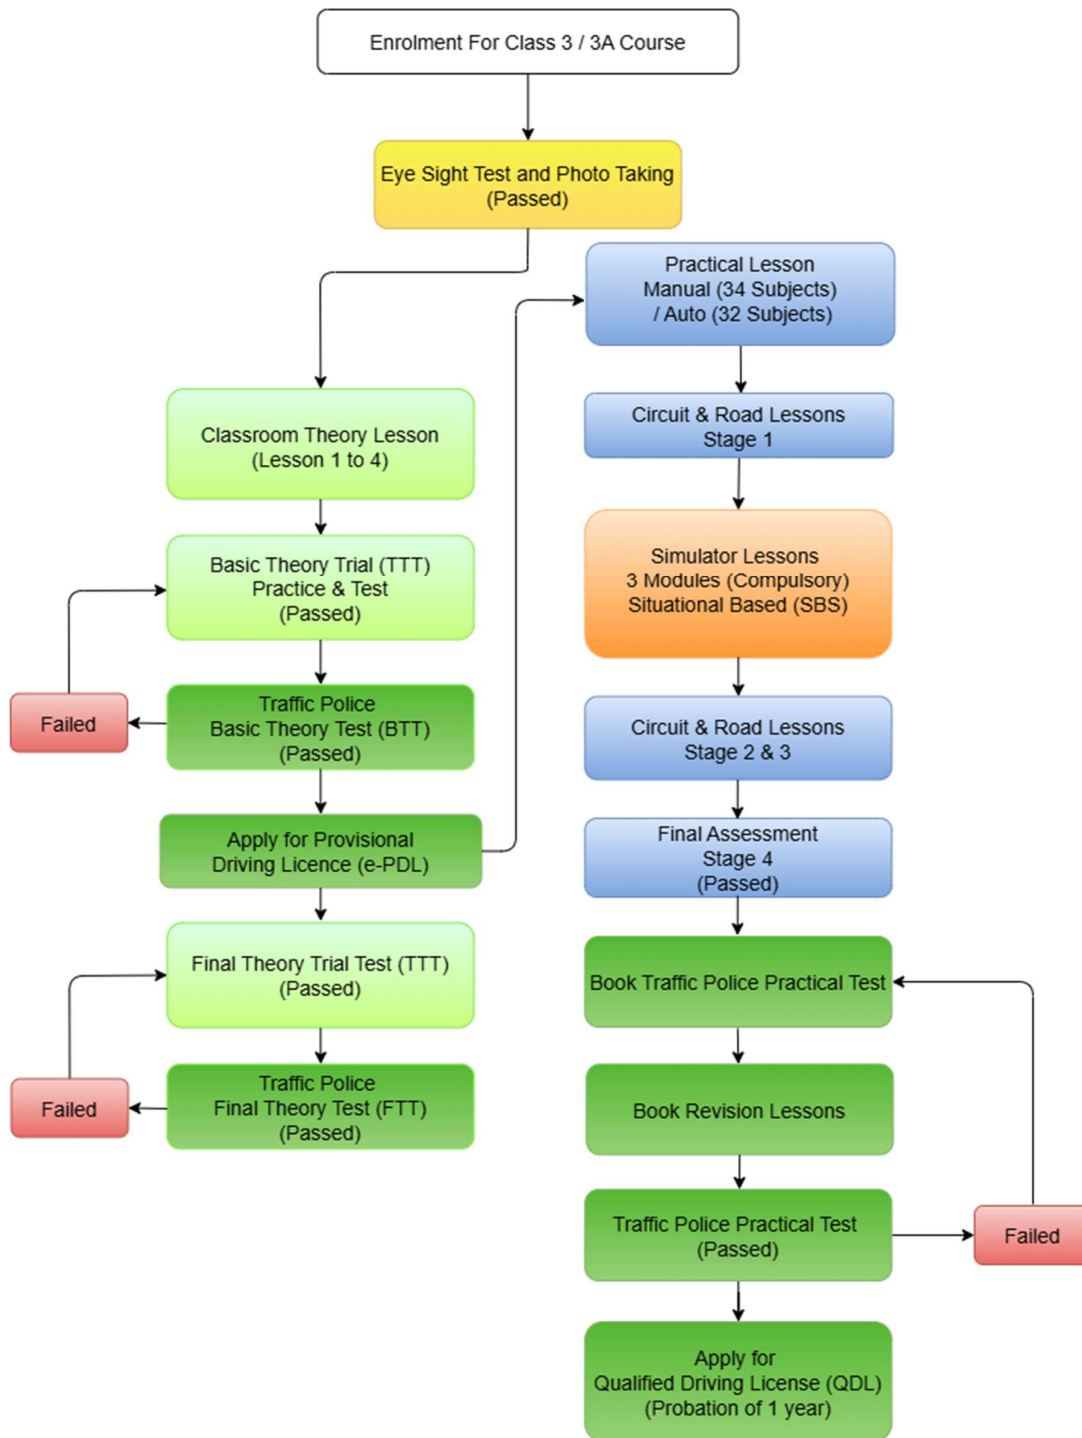 Enrolment For Class 3 / 3A Course
Eye Sight Test and Photo Taking
(Passed)
Classroom Theory Lesson
(Lesson 1 to 4)
Basic Theory Trial (TTT)
Practice & Test
(Passed)
Failed
Traffic Police
Basic Theory Test (BTT)
(Passed)
Apply for Provisional
Driving Licence (e-PDL)
Final Theory Trial Test (TTT)
(Passed)
Failed
Traffic Police
Final Theory Test (FTT)
(Passed)
Practical Lesson
Manual (34 Subjects)
/ Auto (32 Subjects)
Circuit & Road Lessons
Stage 1
Simulator Lessons
3 Modules (Compulsory)
Situational Based (SBS)
Circuit & Road Lessons
Stage 2 & 3
Final Assessment
Stage 4
(Passed)
Book Traffic Police Practical Test
Book Revision Lessons
Traffic Police Practical Test
(Passed)
Failed
Apply for
Qualified Driving License (QDL)
(Probation of 1 year)